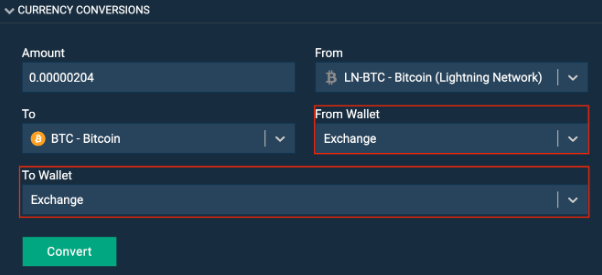 CURRENCY CONVERSIONS
Amount
From
0.00000204
LN-BTC - Bitcoin (Lightning Network)
To
From Wallet
BTC - Bitcoin
Exchange
To Wallet
Exchange
Convert